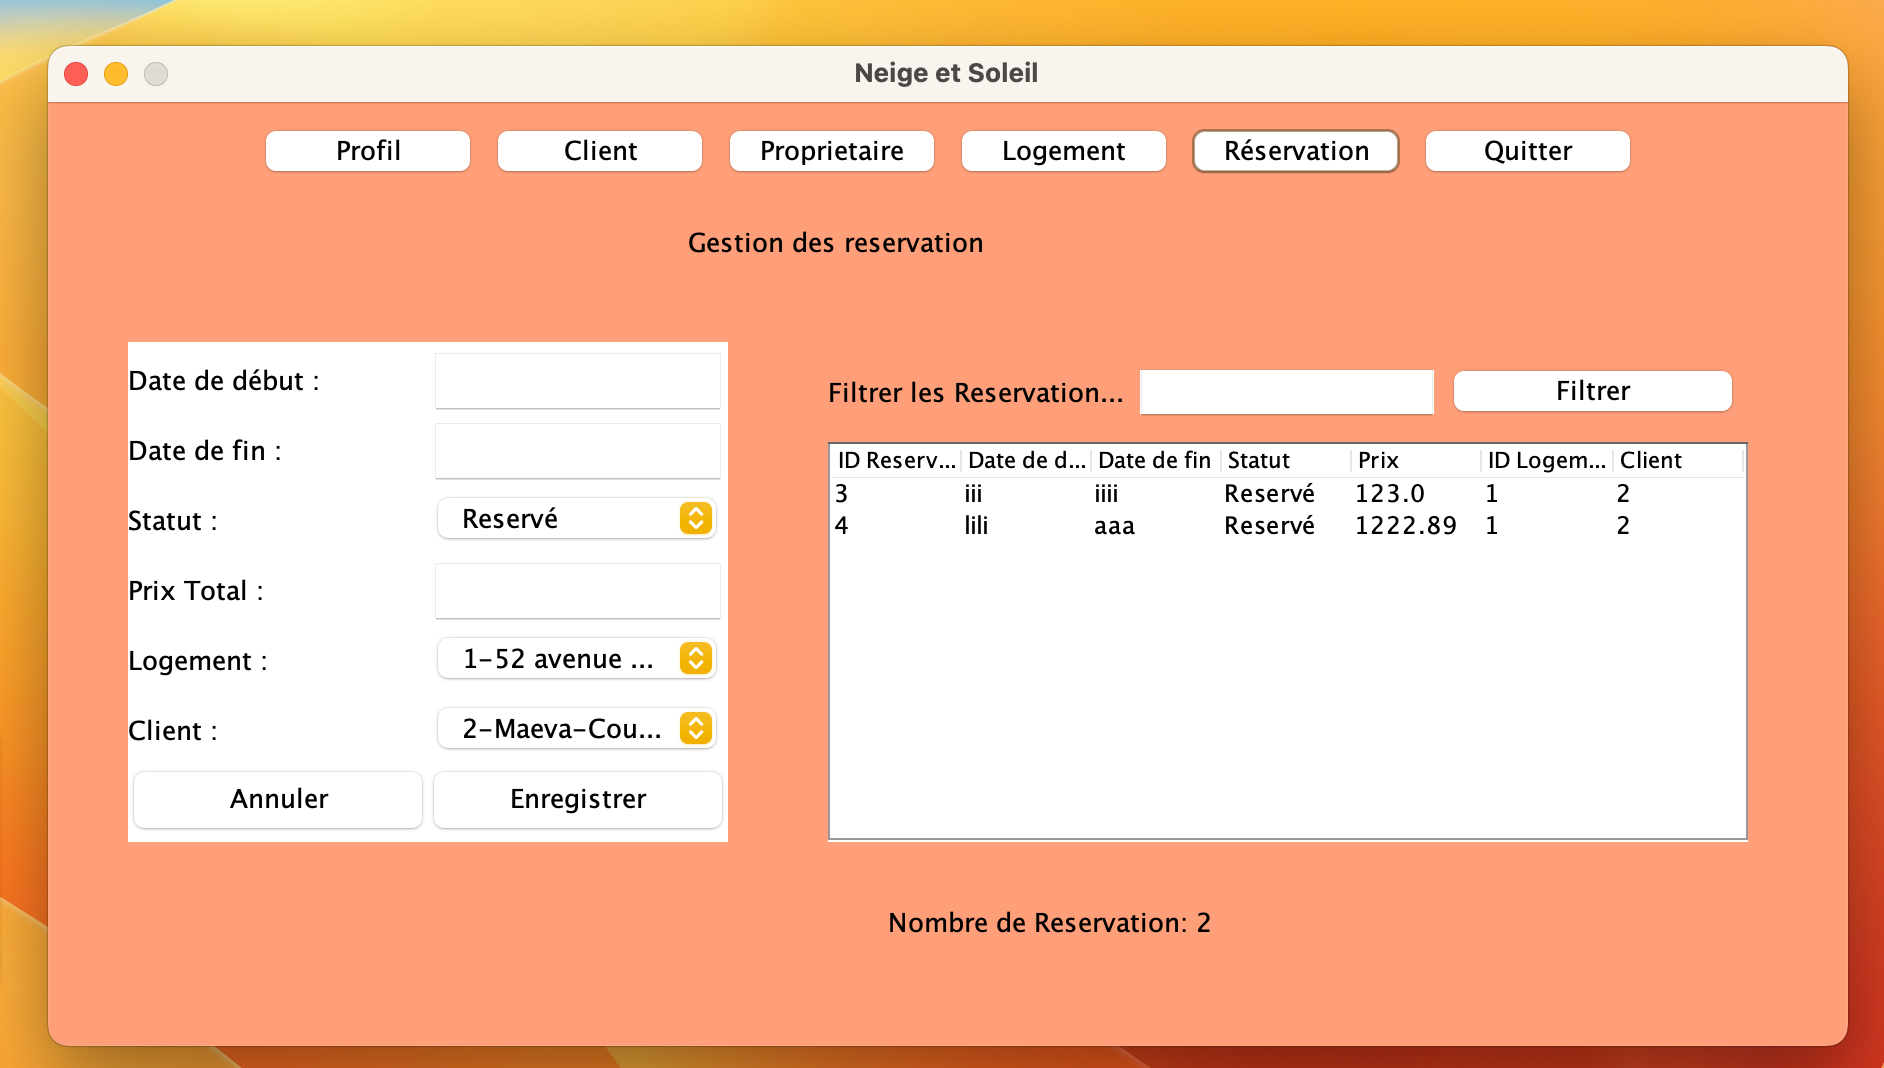 Neige et Soleil
Profil Client Proprietaire Logement Réservation Quitter
Gestion des reservation
Date de début :
Date de fin :
Statut : Reservé
Prix Total :
Logement : 1-52 avenue ...
Client : 2-Maeva-Cou...
Annuler Enregistrer
Filtrer les Reservation... Filtrer
ID Reserv... Date de d... Date de fin Statut Prix ID Logem... Client
3 iii iiii Reservé 123.0 1 2
4 lili aaa Reservé 1222.89 1 2
Nombre de Reservation: 2